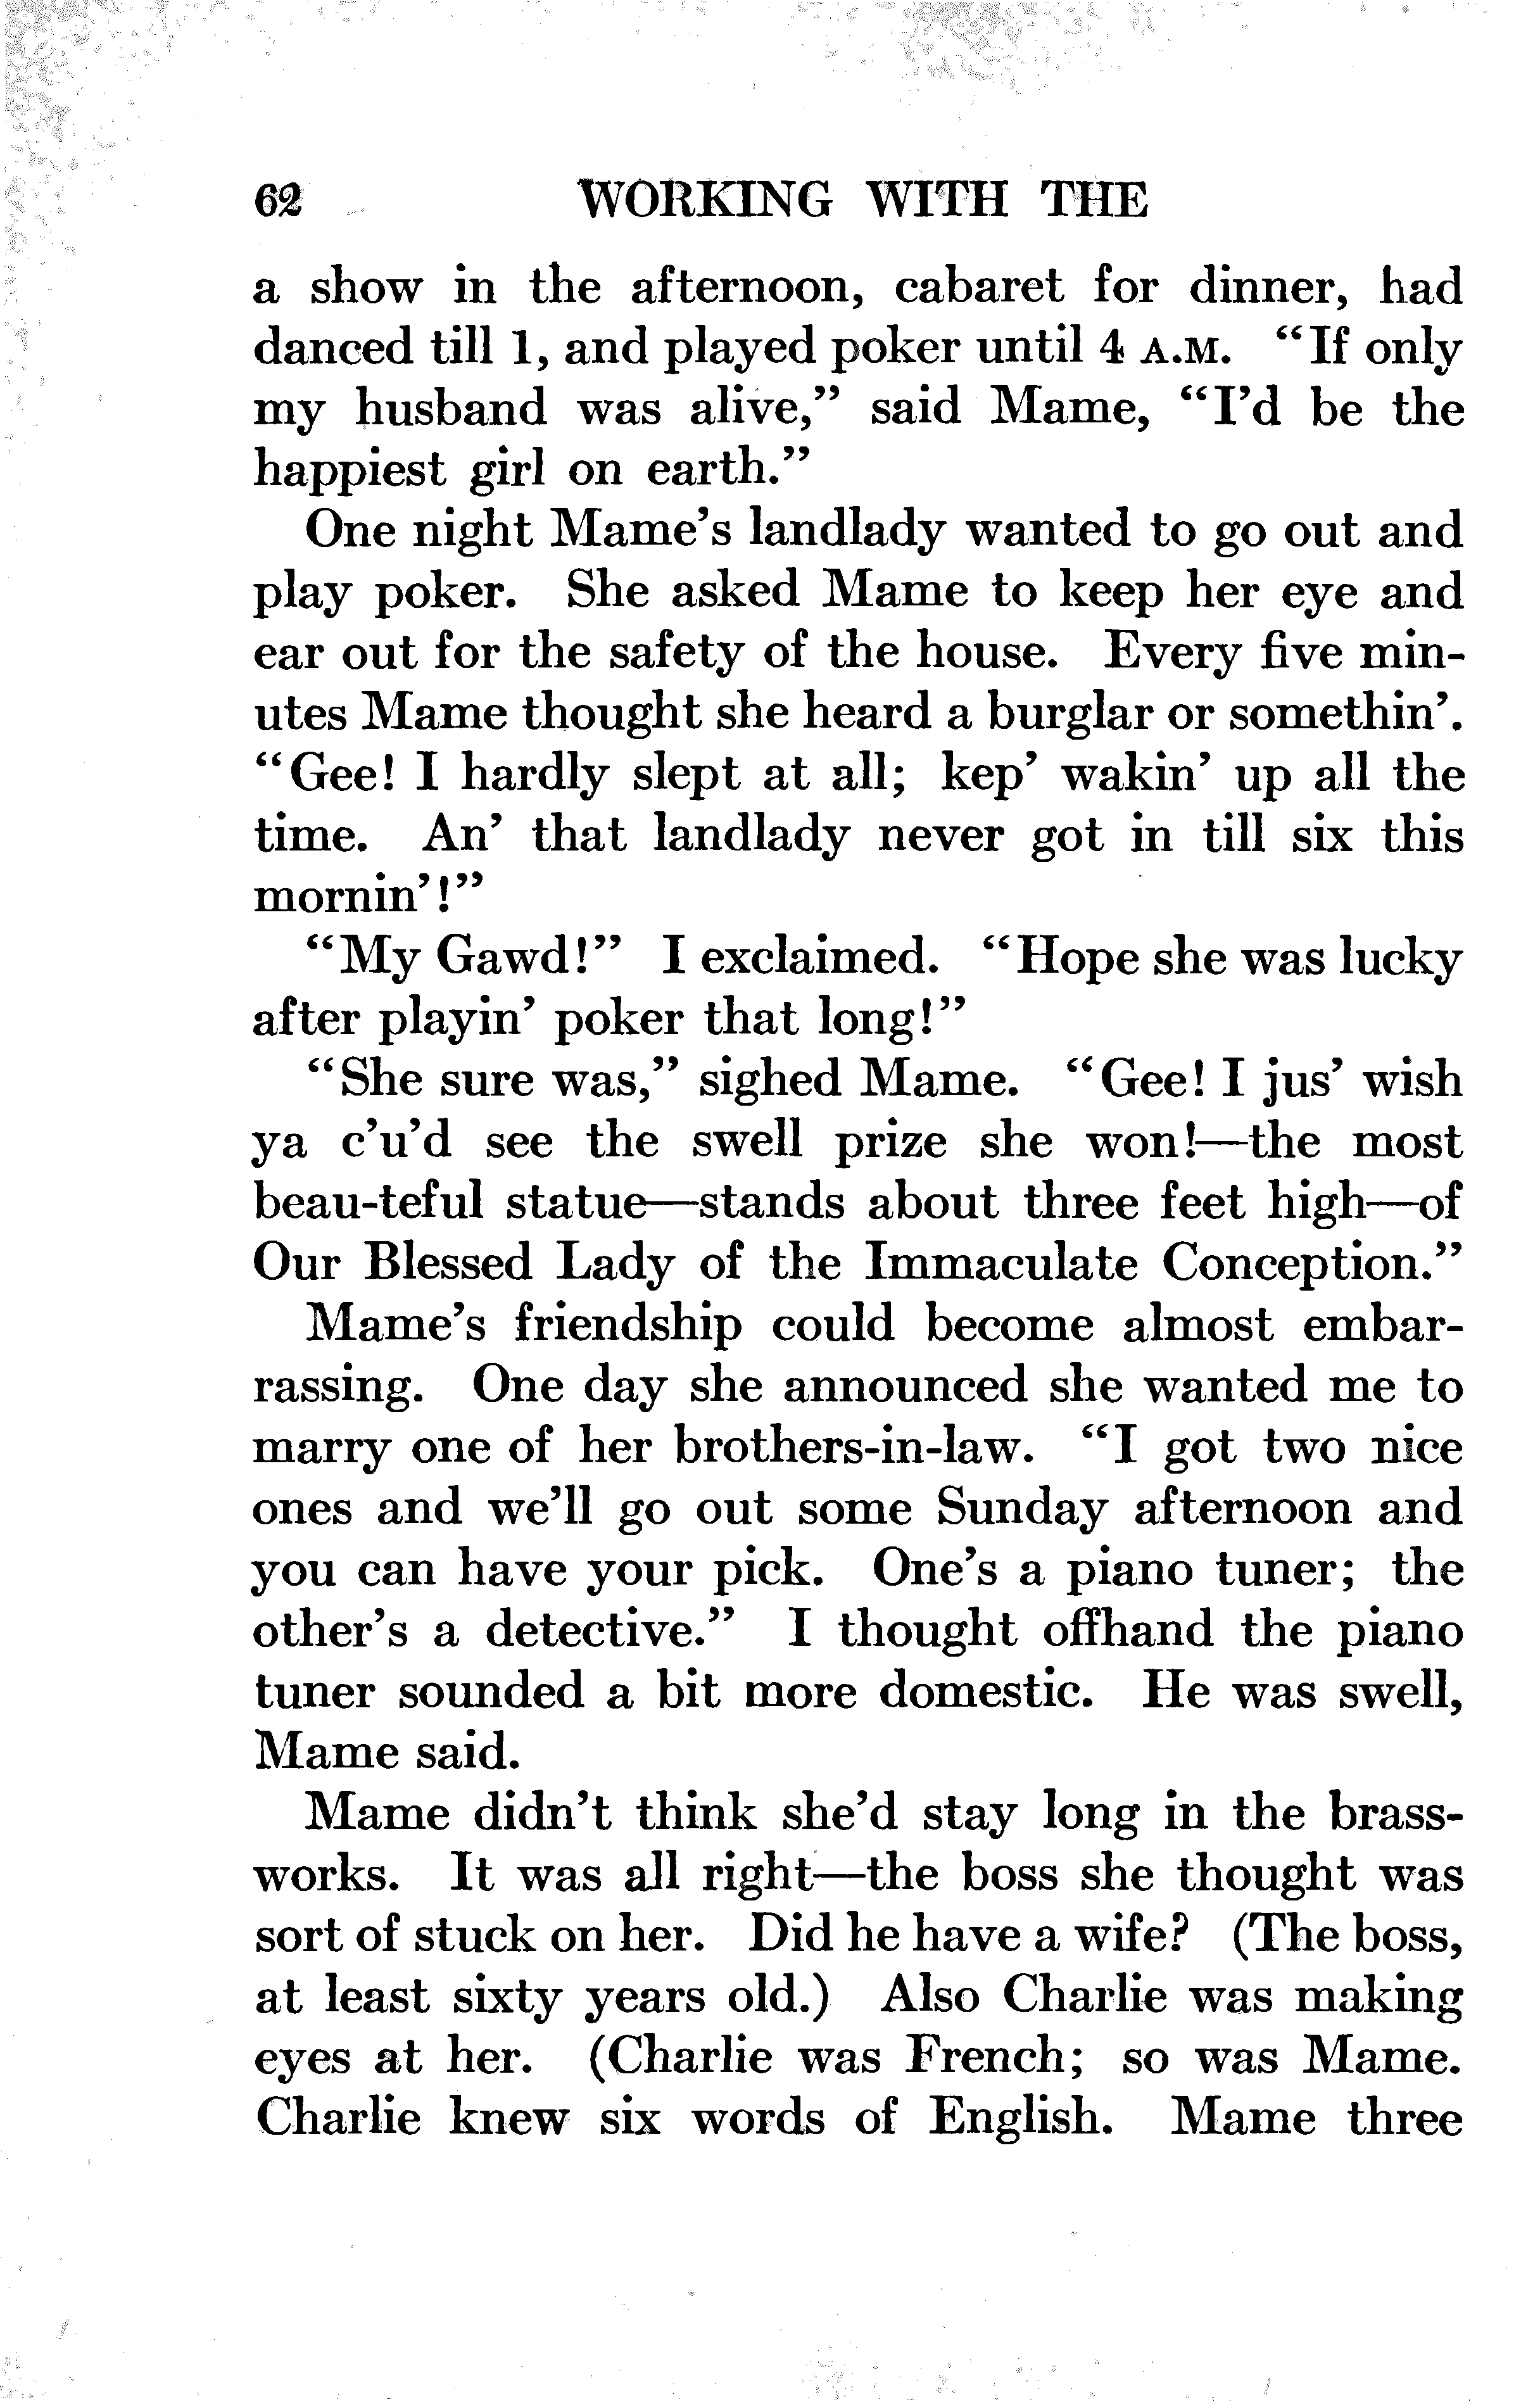 62 WORKING WITH THE
a show in the afternoon, cabaret for dinner, had
danced till 1, and played poker until 4 A.M. "If only
my husband was alive," said Mame, "I'd be the
happiest girl on earth."
One night Mame's landlady wanted to go out and
play poker. She asked Mame to keep her eye and
ear out for the safety of the house. Every five min-
utes Mame thought she heard a burglar or somethin'.
"Gee! I hardly slept at all; kep' wakin' up all the
time. An' that landlady never got in till six this
mornin'!"
"My Gawd!" I exclaimed. "Hope she was lucky
after playin' poker that long!"
"She sure was," sighed Mame. "Gee! I jus' wish
ya c'u'd see the swell prize she won!—the most
beau-teful statue—stands about three feet high—of
Our Blessed Lady of the Immaculate Conception."
Mame's friendship could become almost embar-
rassing. One day she announced she wanted me to
marry one of her brothers-in-law. "I got two nice
ones and we'll go out some Sunday afternoon and
you can have your pick. One's a piano tuner; the
other's a detective." I thought offhand the piano
tuner sounded a bit more domestic. He was swell,
Mame said.
Mame didn't think she'd stay long in the brass-
works. It was all right—the boss she thought was
sort of stuck on her. Did he have a wife? (The boss,
at least sixty years old.) Also Charlie was making
eyes at her. (Charlie was French; so was Mame.
Charlie knew six words of English. Mame three